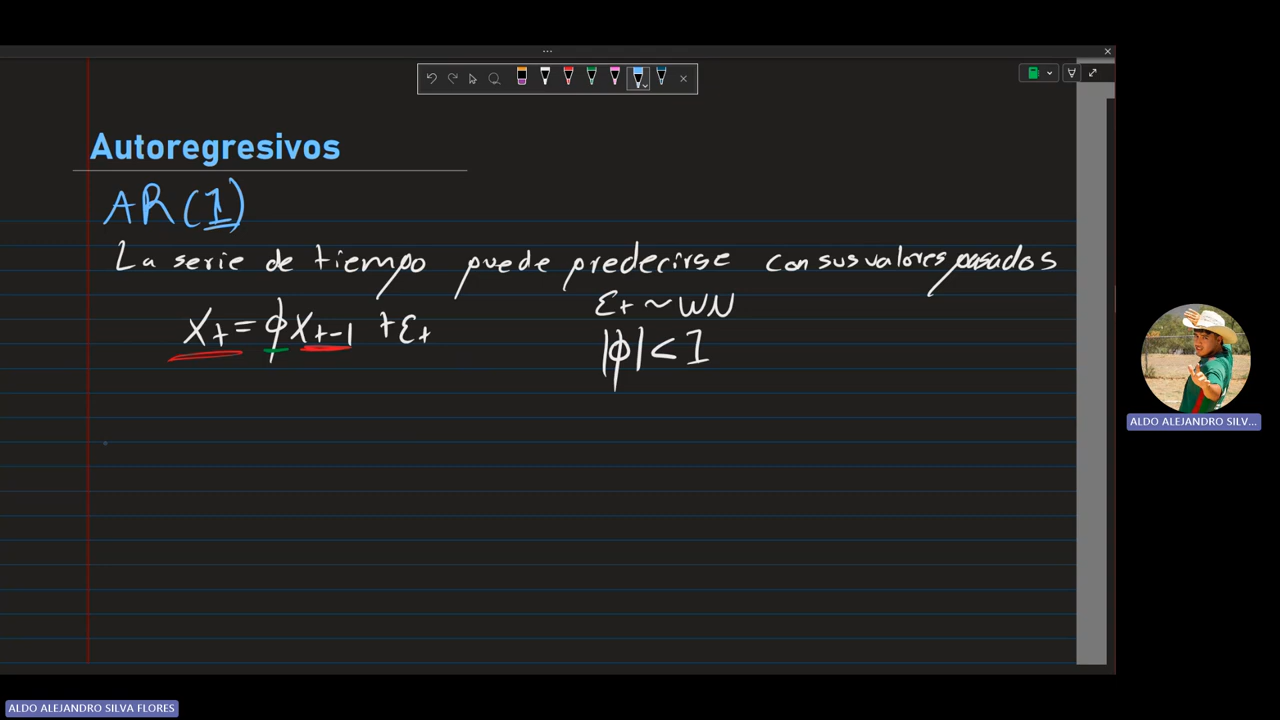 Autoregresivos
AR(1)
La serie de tiempo puede predecirse con sus valores pasados
Xt = ϕXt-1 + εt
εt ~ WN
|ϕ| < 1
ALDO ALEJANDRO SILV...
ALDO ALEJANDRO SILVA FLORES